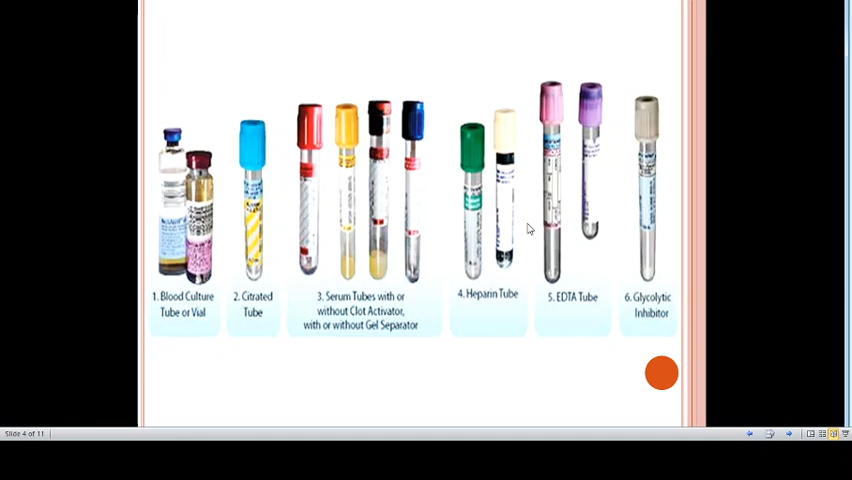 1. Blood Culture
Tube or Vial
2. Citrated
Tube
3. Serum Tubes with or
without Clot Activator,
with or without Gel Separator
4. Heparin Tube
5. EDTA Tube
6. Glycolytic
Inhibitor
Slide 4 of 11